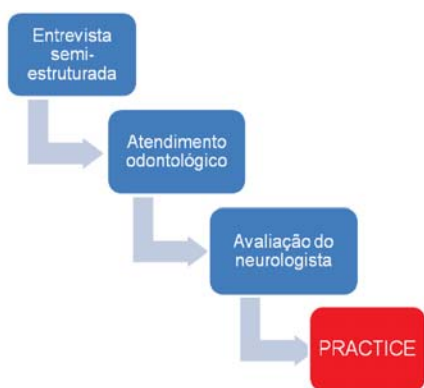 Entrevista
semi-
estruturada
Atendimento
odontológico
Avaliação do
neurologista
PRACTICE